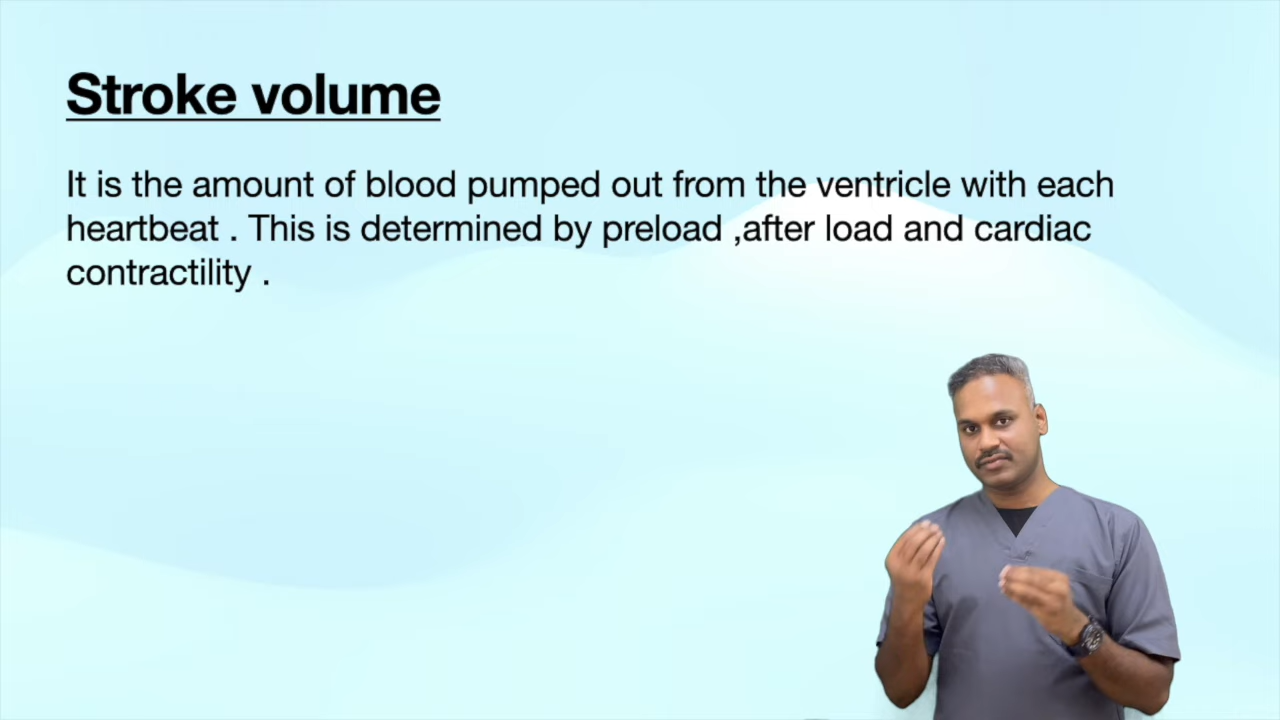 Stroke volume
It is the amount of blood pumped out from the ventricle with each
heartbeat . This is determined by preload ,after load and cardiac
contractility .